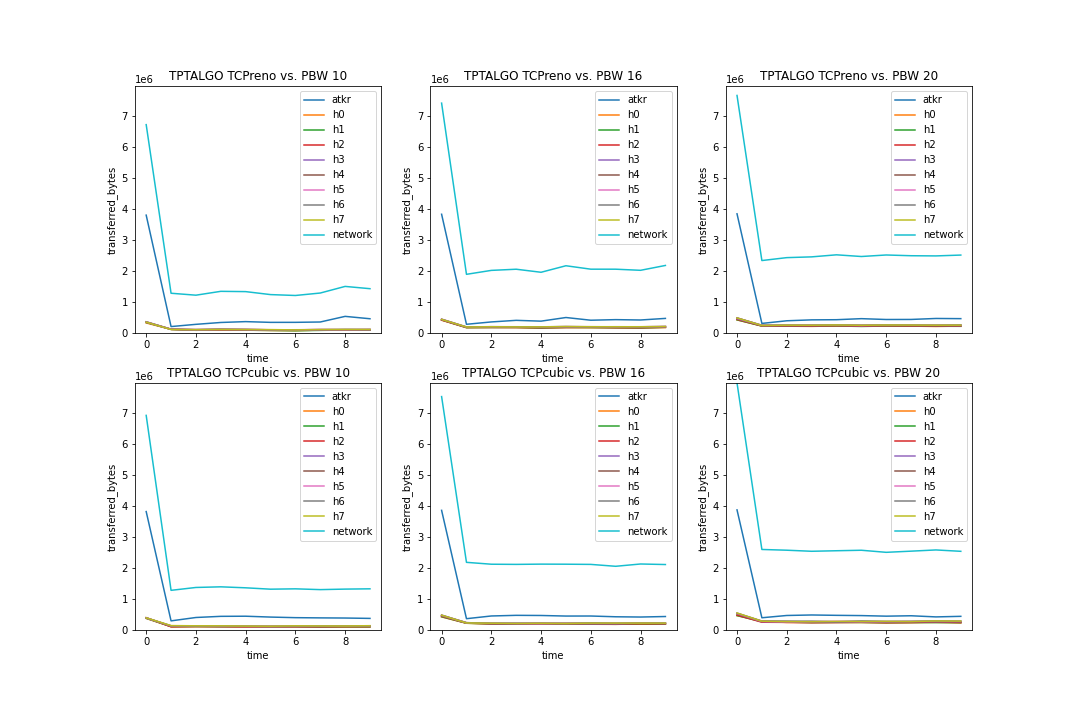 TPTALGO TCPreno vs. PBW 10
1e6
transferred_bytes
7
6
5
4
3
2
1
0
0 2 4 6 8
time
atkr
h0
h1
h2
h3
h4
h5
h6
h7
network
TPTALGO TCPreno vs. PBW 16
1e6
transferred_bytes
7
6
5
4
3
2
1
0
0 2 4 6 8
time
atkr
h0
h1
h2
h3
h4
h5
h6
h7
network
TPTALGO TCPreno vs. PBW 20
1e6
transferred_bytes
7
6
5
4
3
2
1
0
0 2 4 6 8
time
atkr
h0
h1
h2
h3
h4
h5
h6
h7
network
TPTALGO TCPcubic vs. PBW 10
1e6
transferred_bytes
7
6
5
4
3
2
1
0
0 2 4 6 8
time
atkr
h0
h1
h2
h3
h4
h5
h6
h7
network
TPTALGO TCPcubic vs. PBW 16
1e6
transferred_bytes
7
6
5
4
3
2
1
0
0 2 4 6 8
time
atkr
h0
h1
h2
h3
h4
h5
h6
h7
network
TPTALGO TCPcubic vs. PBW 20
1e6
transferred_bytes
7
6
5
4
3
2
1
0
0 2 4 6 8
time
atkr
h0
h1
h2
h3
h4
h5
h6
h7
network